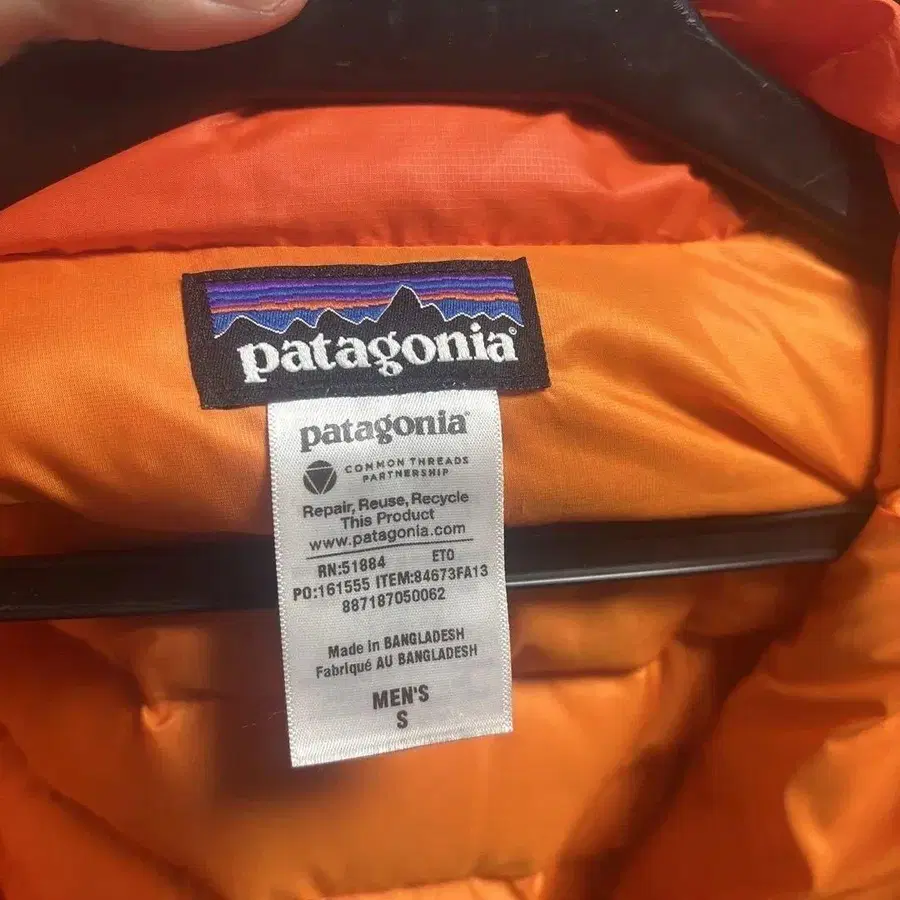 patagonia®
patagonia®
COMMON THREADS
PARTNERSHIP
Repair, Reuse, Recycle
This Product
www.patagonia.com
RN:51884 ETO
PO:161555 ITEM:84673FA13
887187050062
Made in BANGLADESH
Fabriqué AU BANGLADESH
MEN'S
S